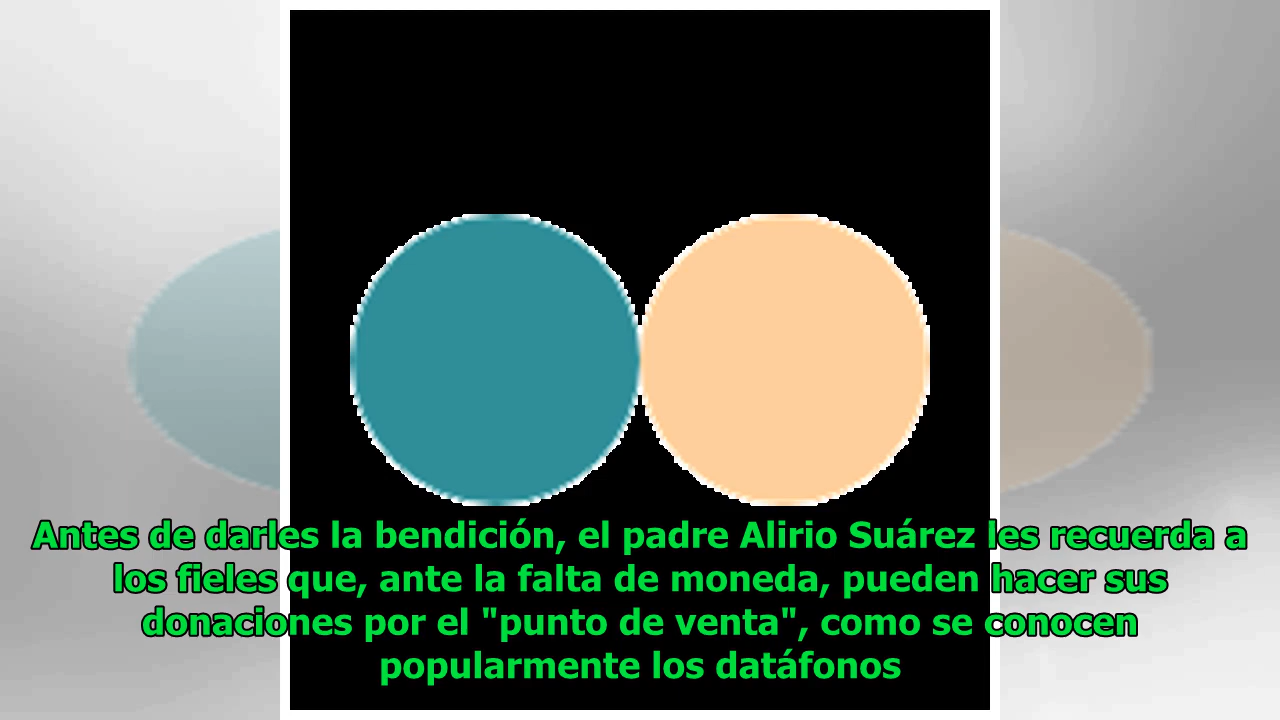 Antes de darles la bendición, el padre Alirio Suárez les recuerda a
los fieles que, ante la falta de moneda, pueden hacer sus
donaciones por el "punto de venta", como se conocen
popularmente los datáfonos